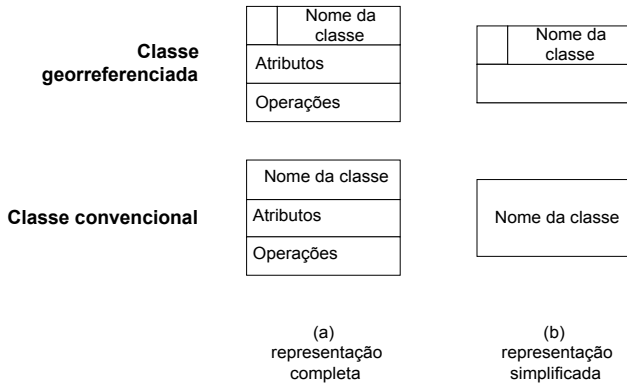 Classe
georreferenciada
Nome da
classe
Atributos
Operações
Nome da
classe
Classe convencional
Nome da classe
Atributos
Operações
Nome da classe
(a)
representação
completa
(b)
representação
simplificada